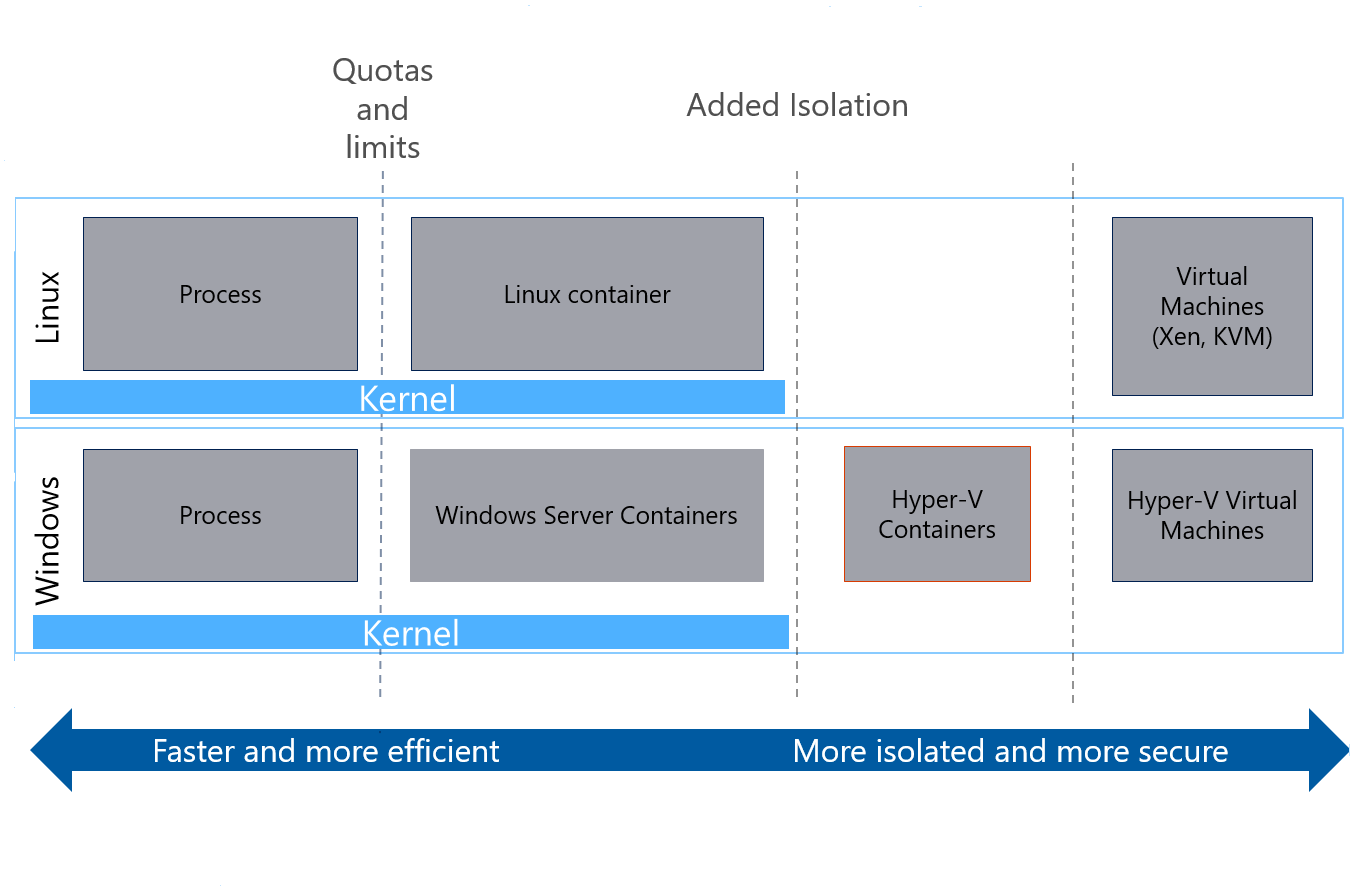 Quotas
and
limits
Added Isolation
Linux
Process
Linux container
Virtual
Machines
(Xen, KVM)
Kernel
Windows
Process
Windows Server Containers
Hyper-V
Containers
Hyper-V Virtual
Machines
Kernel
Faster and more efficient
More isolated and more secure